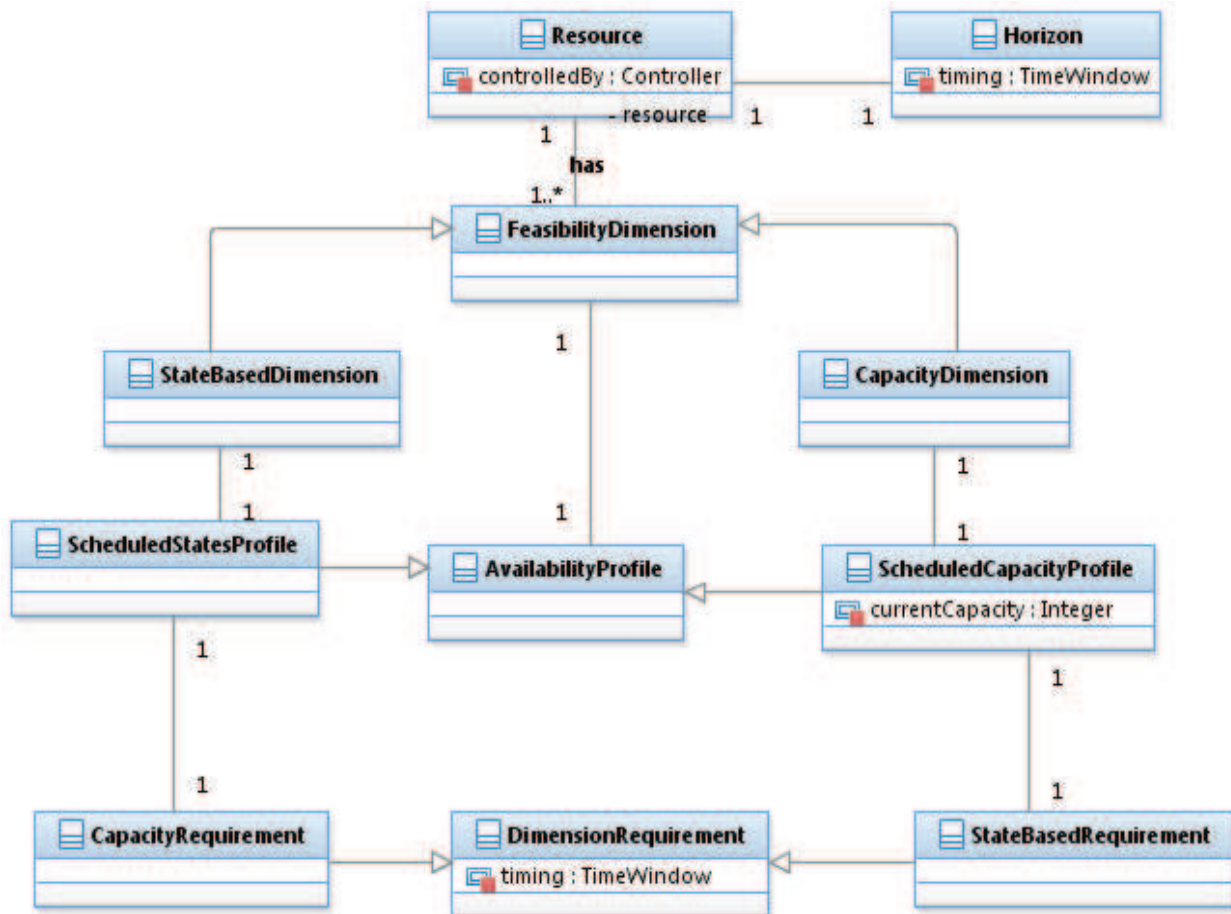 Resource
Horizon
controlledBy : Controller
timing : TimeWindow
- resource
1
1
1
has
1..*
FeasibilityDimension
1
StateBasedDimension
CapacityDimension
1
1
1
1
1
ScheduledStatesProfile
AvailabilityProfile
ScheduledCapacityProfile
currentCapacity : Integer
1
1
1
1
CapacityRequirement
DimensionRequirement
StateBasedRequirement
timing : TimeWindow